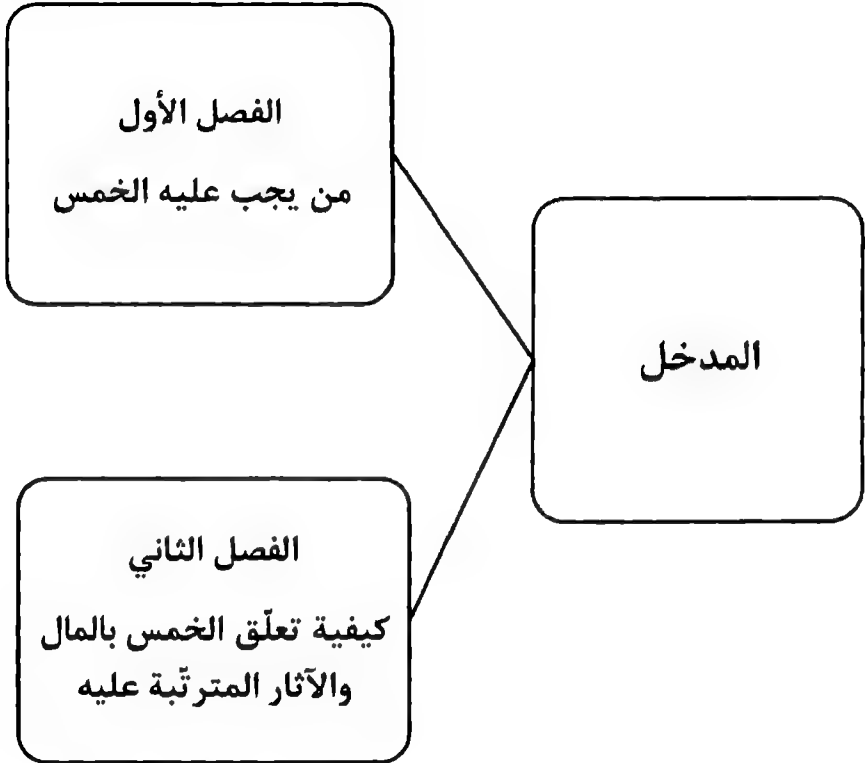 المدخل
الفصل الأول
من يجب عليه الخمس
الفصل الثاني
كيفية تعلّق الخمس بالمال
والآثار المترتّبة عليه